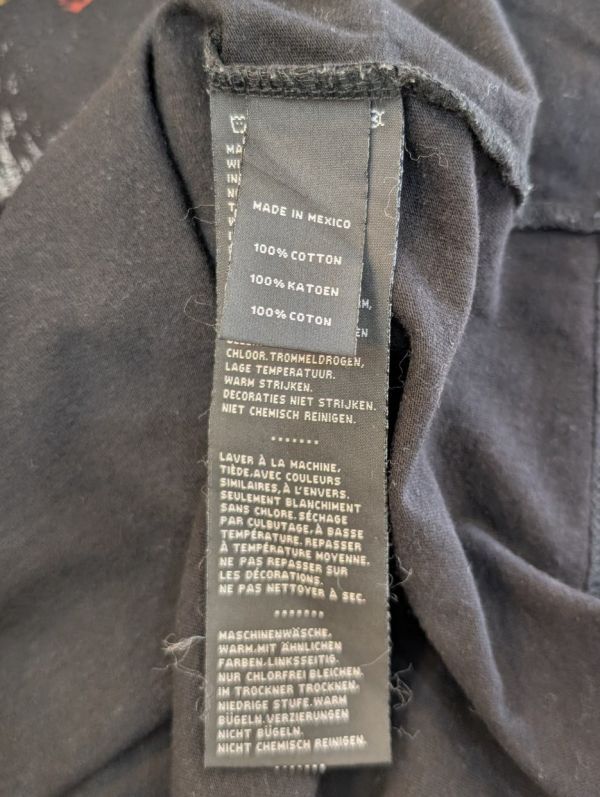 MADE IN MEXICO
100% COTTON
100% KATOEN
100% COTON
CHLOOR.TROMMELDROGEN,
LAGE TEMPERATUUR.
WARM STRIJKEN.
DECORATIES NIET STRIJKEN.
NIET CHEMISCH REINIGEN.
LAVER À LA MACHINE,
TIÈDE,AVEC COULEURS
SIMILAIRES,À L'ENVERS.
SEULEMENT BLANCHIMENT
SANS CHLORE.SÉCHAGE
PAR CULBUTAGE,À BASSE
TEMPÉRATURE. REPASSER
À TEMPÉRATURE MOYENNE.
NE PAS REPASSER SUR
LES DÉCORATIONS.
NE PAS NETTOYER À SEC.
MASCHINENWÄSCHE,
WARM.MIT ÄHNLICHEN
FARBEN.LINKSSEITIG.
NUR CHLORFREI BLEICHEN.
IM TROCKNER TROCKNEN.
NIEDRIGE STUFE.WARM
BÜGELN.VERZIERUNGEN
NICHT BÜGELN.
NICHT CHEMISCH REINIGEN.